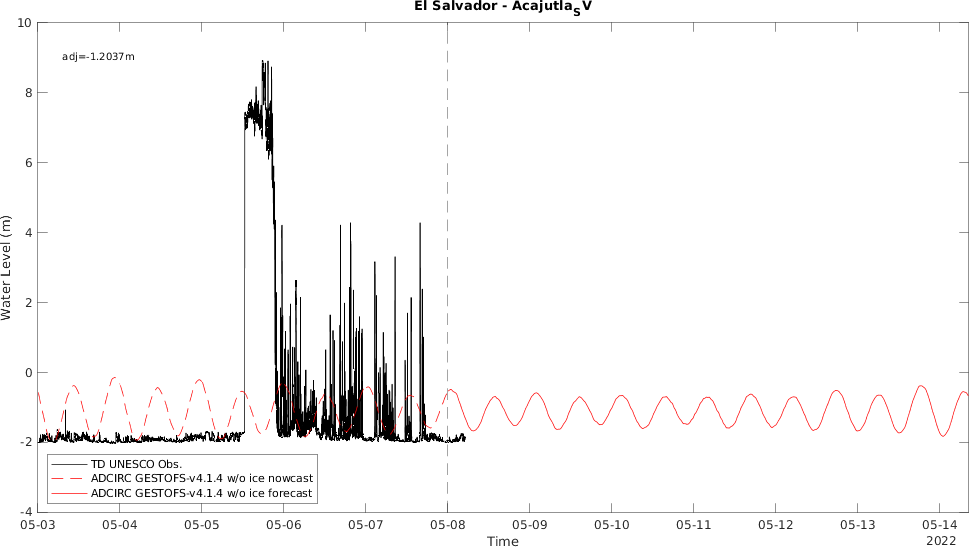 El Salvador - AcajutlaₛV
10
8
6
4
2
0
-2
-4
Water Level (m)
adj=-1.2037m
TD UNESCO Obs.
ADCIRC GESTOFS-v4.1.4 w/o ice nowcast
ADCIRC GESTOFS-v4.1.4 w/o ice forecast
05-03 05-04 05-05 05-06 05-07 05-08 05-09 05-10 05-11 05-12 05-13 05-14
Time
2022